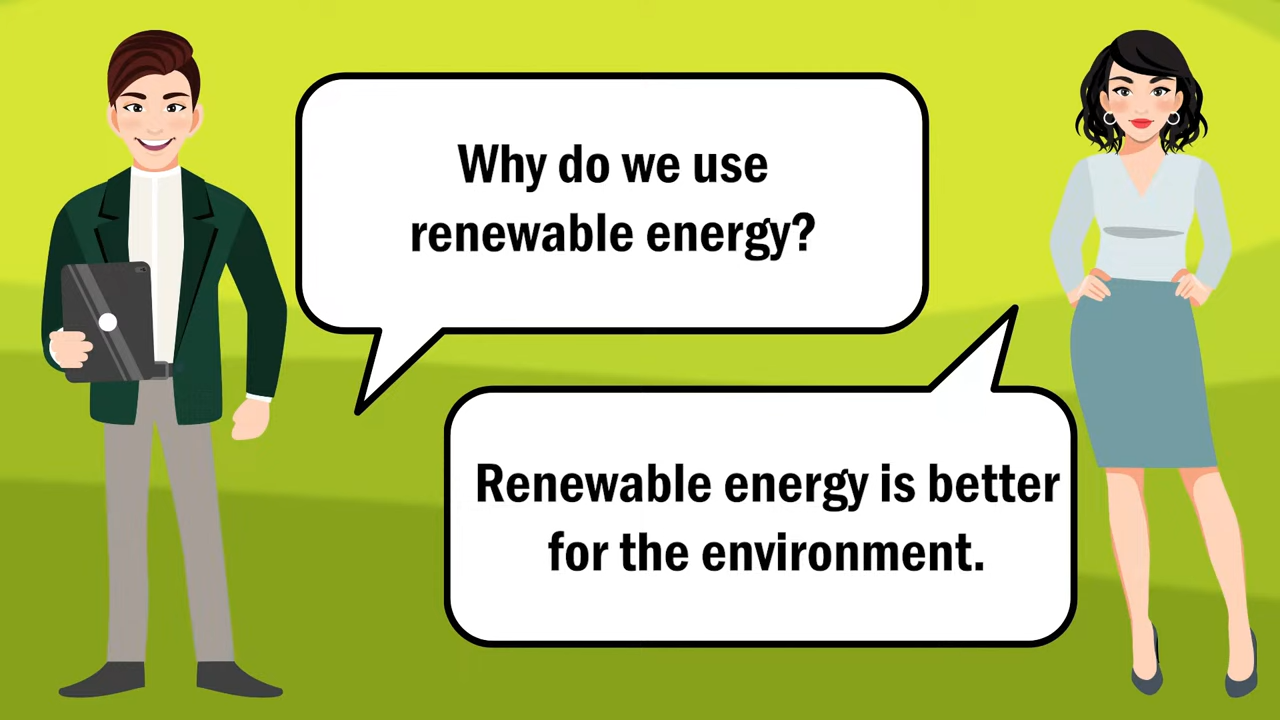 Why do we use
renewable energy?
Renewable energy is better
for the environment.